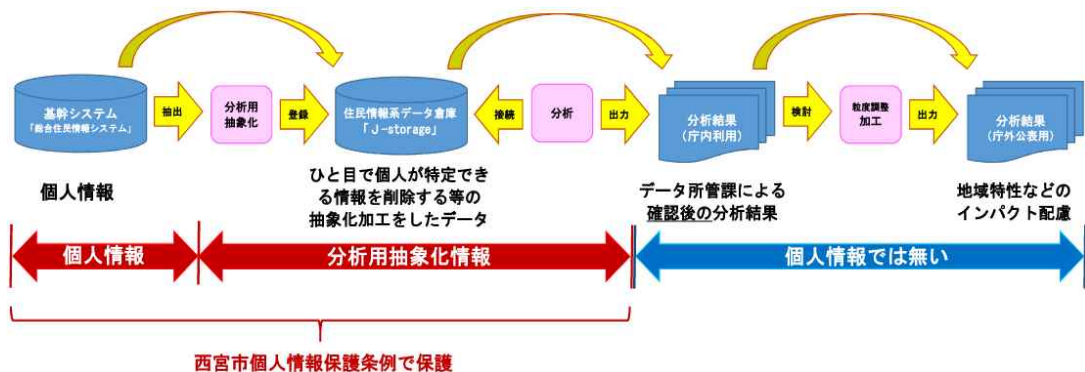 基幹システム
「総合住民情報システム」
抽出
分析用
抽象化
登録
住民情報系データ倉庫
「J-storage」
接続
分析
出力
分析結果
（庁内利用）
検討
粒度調整
加工
出力
分析結果
（庁外公表用）
個人情報
ひと目で個人が特定でき
る情報を削除する等の
抽象化加工をしたデータ
データ所管課による
確認後の分析結果
地域特性などの
インパクト配慮
個人情報
分析用抽象化情報
個人情報では無い
西宮市個人情報保護条例で保護